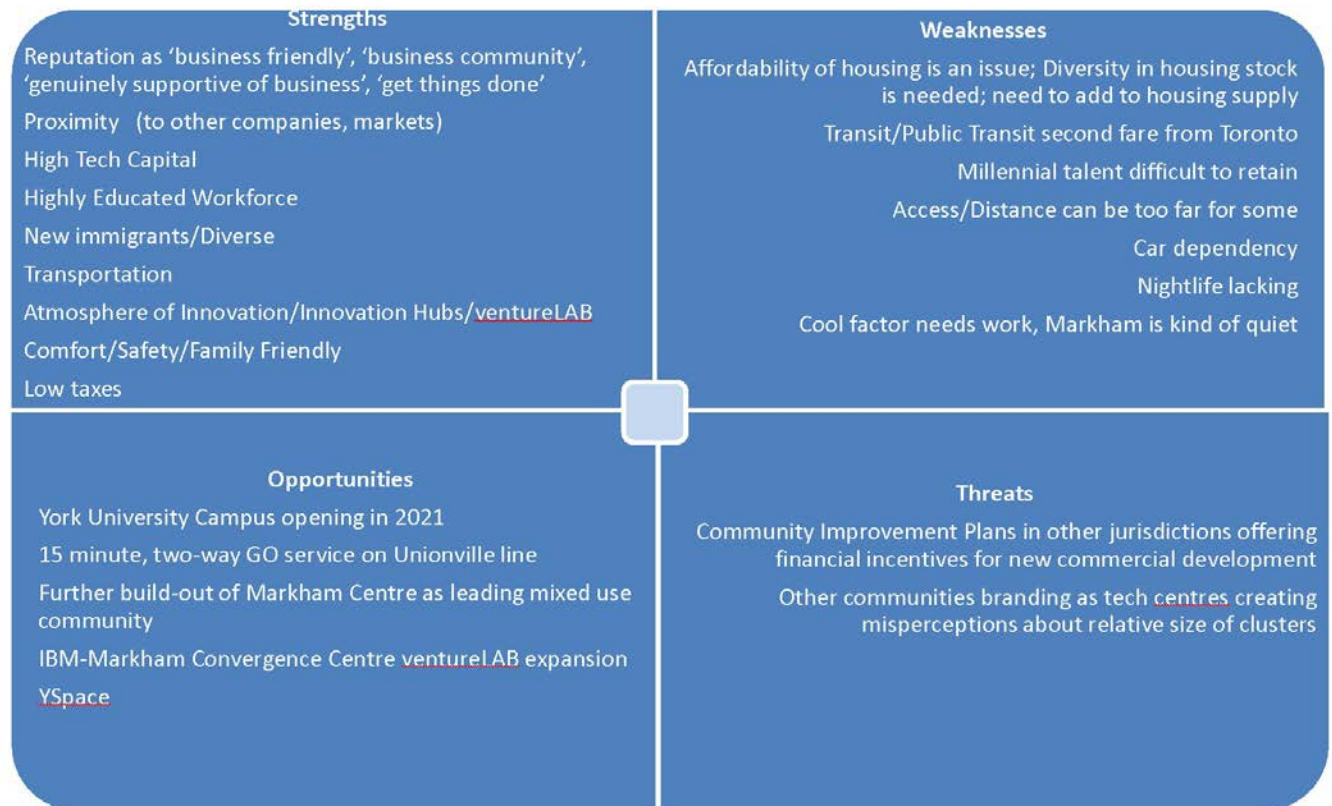 Strengths
Reputation as ‘business friendly’, ‘business community’,
‘genuinely supportive of business’, ‘get things done’
Proximity (to other companies, markets)
High Tech Capital
Highly Educated Workforce
New immigrants/Diverse
Transportation
Atmosphere of Innovation/Innovation Hubs/ventureLAB
Comfort/Safety/Family Friendly
Low taxes
Weaknesses
Affordability of housing is an issue; Diversity in housing stock
is needed; need to add to housing supply
Transit/Public Transit second fare from Toronto
Millennial talent difficult to retain
Access/Distance can be too far for some
Car dependency
Nightlife lacking
Cool factor needs work, Markham is kind of quiet
Opportunities
York University Campus opening in 2021
15 minute, two-way GO service on Unionville line
Further build-out of Markham Centre as leading mixed use
community
IBM-Markham Convergence Centre ventureLAB expansion
YSpace
Threats
Community Improvement Plans in other jurisdictions offering
financial incentives for new commercial development
Other communities branding as tech centres creating
misperceptions about relative size of clusters